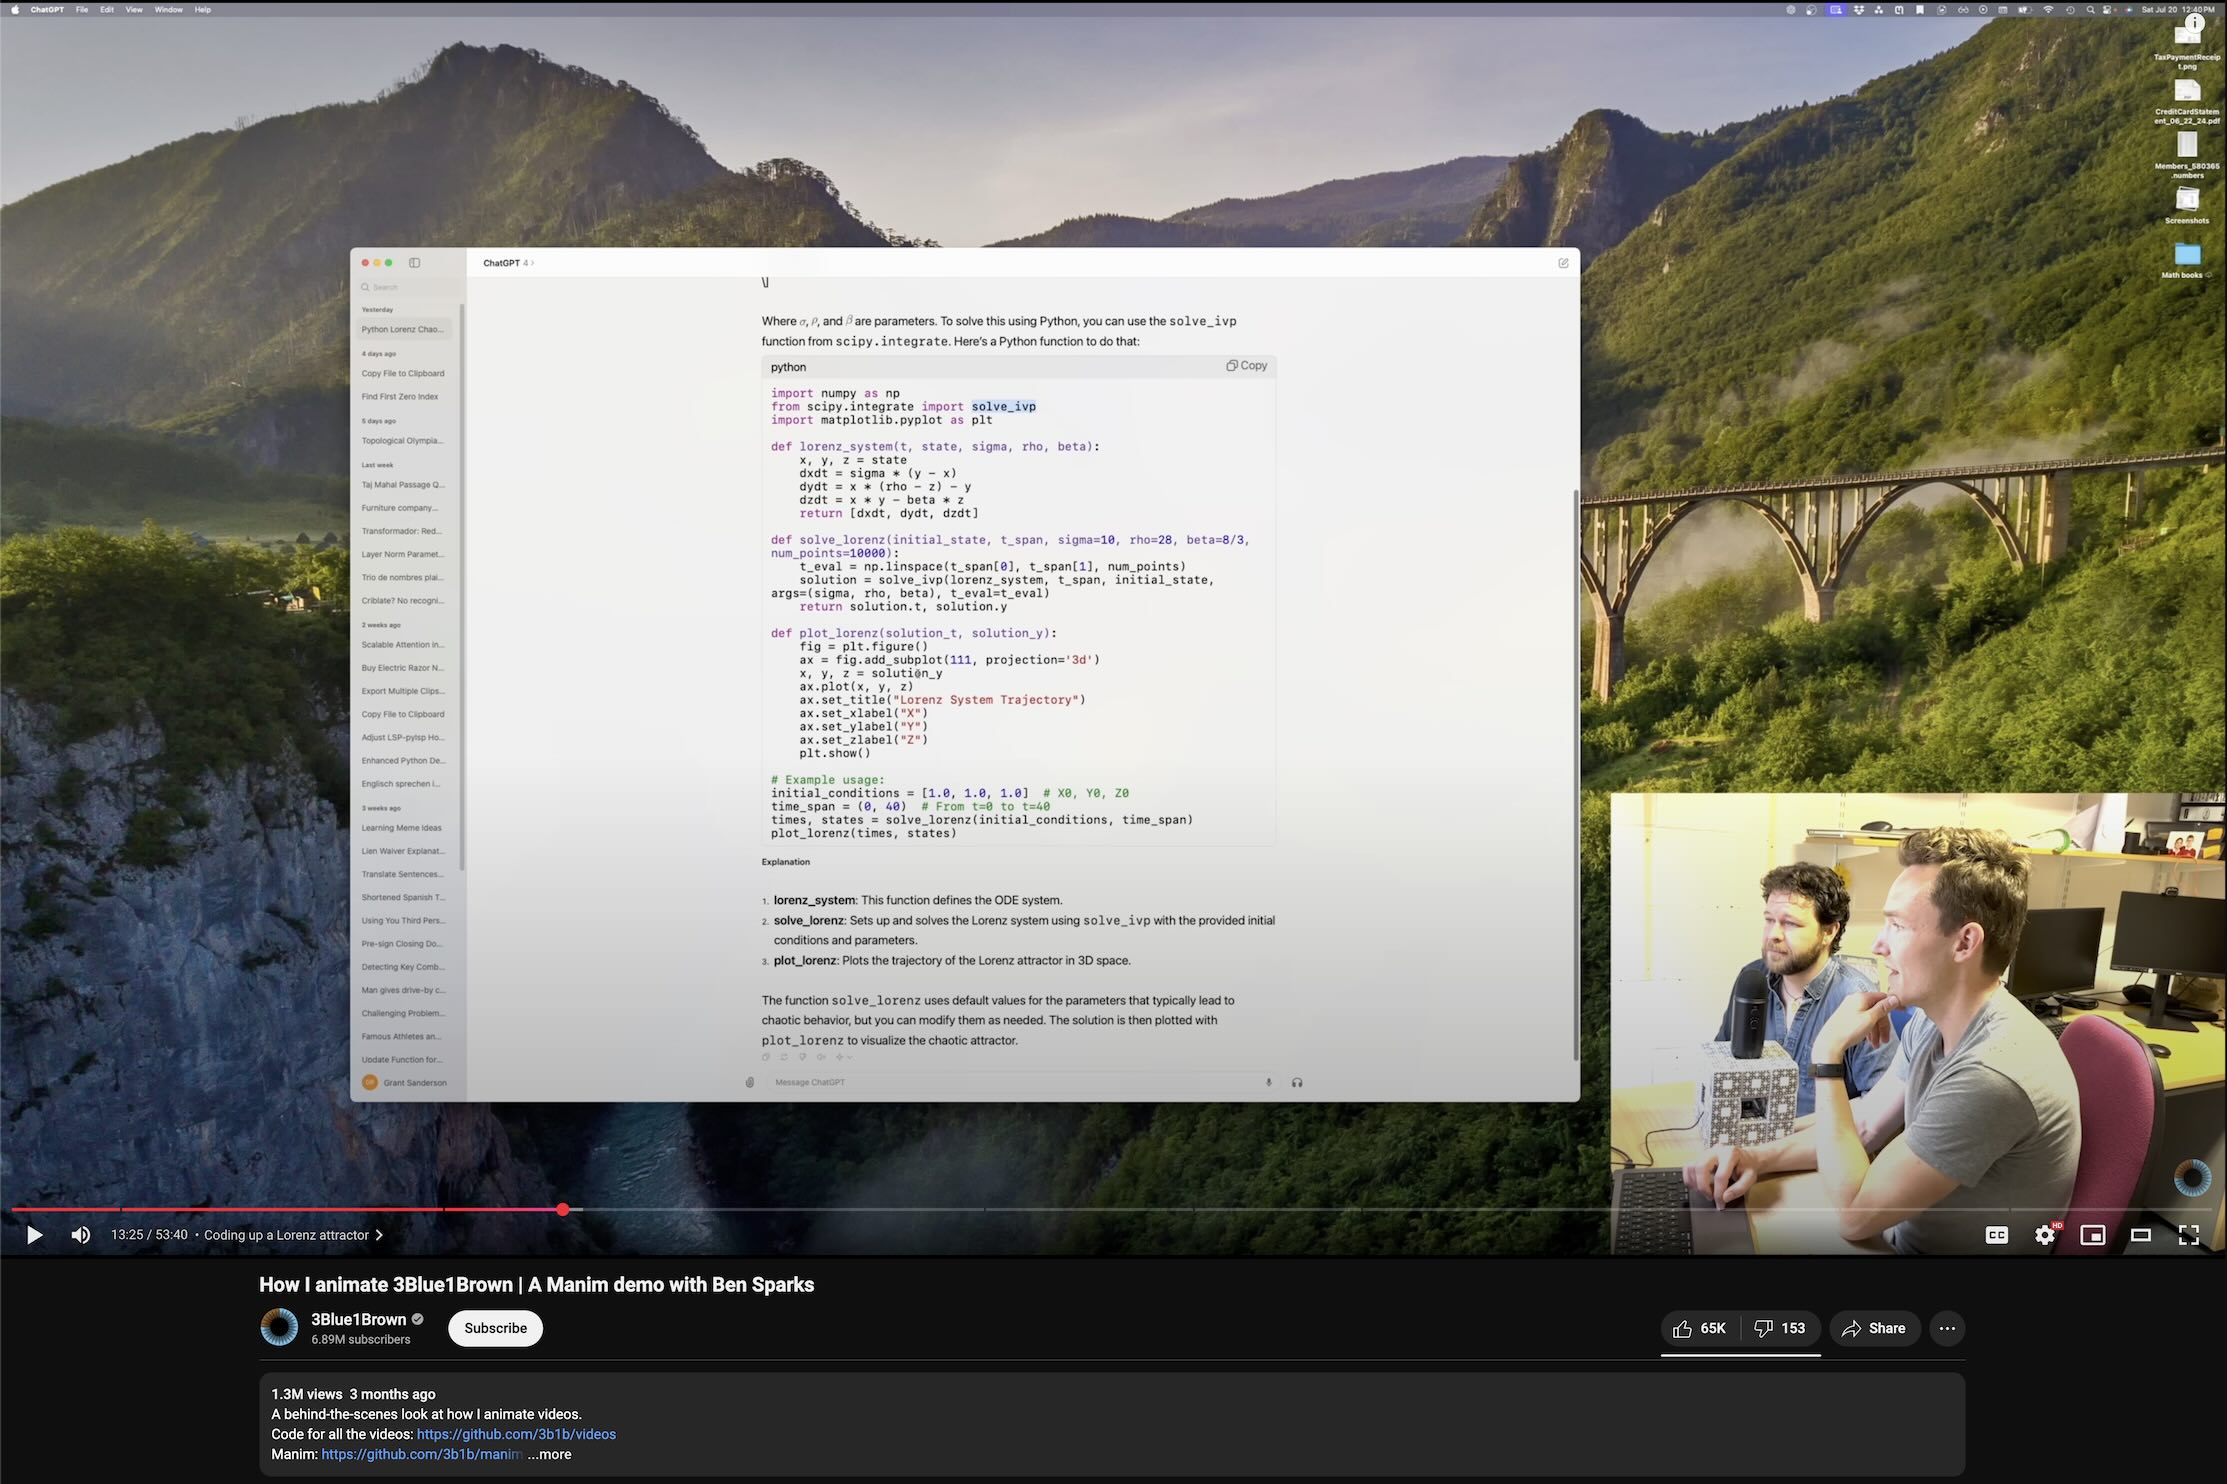 ChatGPT File Edit View Window Help
Sat Jul 20 12:40 PM
TaxPaymentReceip
t.png
CreditCardStatem
ent_06_22_24.pdf
Members_580365
.numbers
Screenshots
Math books
ChatGPT 4 >
Search
Yesterday
Python Lorenz Chao...
4 days ago
Copy File to Clipboard
Find First Zero Index
5 days ago
Topological Olympia...
Last week
Taj Mahal Passage Q...
Furniture company...
Transformador: Red...
Layer Norm Paramet...
Trio de nombres plai...
Criblate? No recogni...
2 weeks ago
Scalable Attention in...
Buy Electric Razor N...
Export Multiple Clips...
Copy File to Clipboard
Adjust LSP-pylsp Ho...
Enhanced Python De...
Englisch sprechen i...
3 weeks ago
Learning Meme Ideas
Lien Waiver Explanat...
Translate Sentences...
Shortened Spanish T...
Using You Third Pers...
Pre-sign Closing Do...
Detecting Key Comb...
Man gives drive-by c...
Challenging Problem...
Famous Athletes an...
Update Function for...
Grant Sanderson
\]
Where σ, ρ, and β are parameters. To solve this using Python, you can use the solve_ivp
function from scipy.integrate. Here's a Python function to do that:
python Copy
import numpy as np
from scipy.integrate import solve_ivp
import matplotlib.pyplot as plt
def lorenz_system(t, state, sigma, rho, beta):
x, y, z = state
dxdt = sigma * (y - x)
dydt = x * (rho - z) - y
dzdt = x * y - beta * z
return [dxdt, dydt, dzdt]
def solve_lorenz(initial_state, t_span, sigma=10, rho=28, beta=8/3,
num_points=10000):
t_eval = np.linspace(t_span[0], t_span[1], num_points)
solution = solve_ivp(lorenz_system, t_span, initial_state,
args=(sigma, rho, beta), t_eval=t_eval)
return solution.t, solution.y
def plot_lorenz(solution_t, solution_y):
fig = plt.figure()
ax = fig.add_subplot(111, projection='3d')
x, y, z = solution_y
ax.plot(x, y, z)
ax.set_title("Lorenz System Trajectory")
ax.set_xlabel("X")
ax.set_ylabel("Y")
ax.set_zlabel("Z")
plt.show()
# Example usage:
initial_conditions = [1.0, 1.0, 1.0] # X0, Y0, Z0
time_span = (0, 40) # From t=0 to t=40
times, states = solve_lorenz(initial_conditions, time_span)
plot_lorenz(times, states)
Explanation
1. lorenz_system: This function defines the ODE system.
2. solve_lorenz: Sets up and solves the Lorenz system using solve_ivp with the provided initial
conditions and parameters.
3. plot_lorenz: Plots the trajectory of the Lorenz attractor in 3D space.
The function solve_lorenz uses default values for the parameters that typically lead to
chaotic behavior, but you can modify them as needed. The solution is then plotted with
plot_lorenz to visualize the chaotic attractor.
Message ChatGPT
13:25 / 53:40 • Coding up a Lorenz attractor >
CC
HD
How I animate 3Blue1Brown | A Manim demo with Ben Sparks
3Blue1Brown
6.89M subscribers
Subscribe
65K
153
Share
1.3M views 3 months ago
A behind-the-scenes look at how I animate videos.
Code for all the videos: https://github.com/3b1b/videos
Manim: https://github.com/3b1b/manim ...more